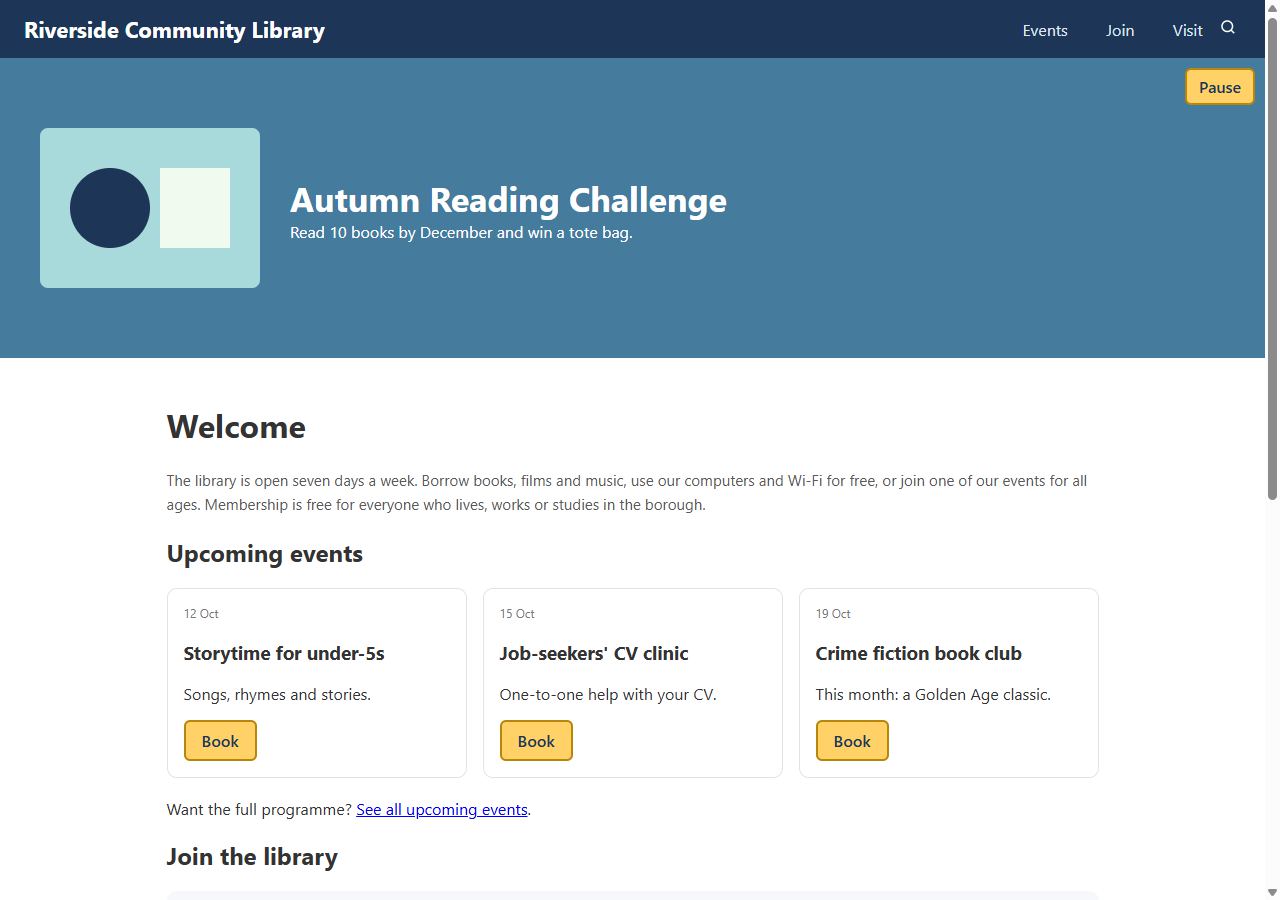 Riverside Community Library
Events Join Visit
Pause
Autumn Reading Challenge
Read 10 books by December and win a tote bag.
Welcome
The library is open seven days a week. Borrow books, films and music, use our computers and Wi-Fi for free, or join one of our events for all
ages. Membership is free for everyone who lives, works or studies in the borough.
Upcoming events
12 Oct
Storytime for under-5s
Songs, rhymes and stories.
Book
15 Oct
Job-seekers' CV clinic
One-to-one help with your CV.
Book
19 Oct
Crime fiction book club
This month: a Golden Age classic.
Book
Want the full programme? See all upcoming events.
Join the library